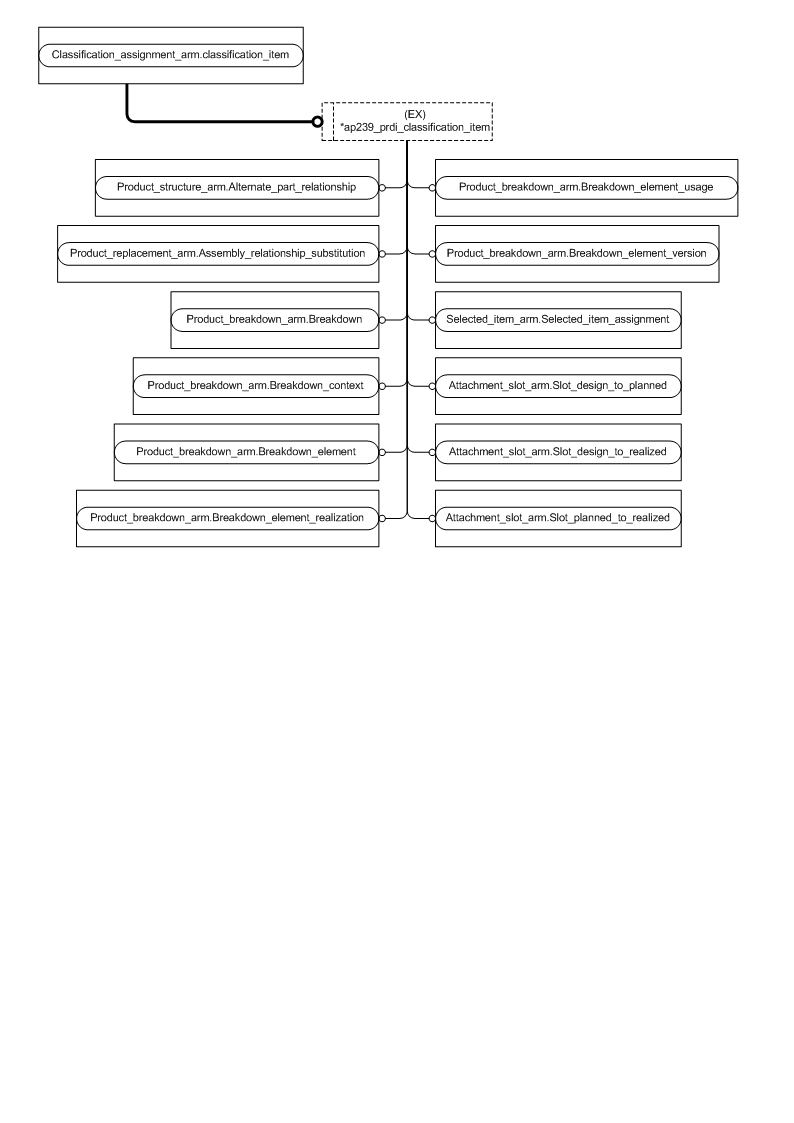 Classification_assignment_arm.classification_item
(EX)
*ap239_prdi_classification_item
Product_structure_arm.Alternate_part_relationship
Product_breakdown_arm.Breakdown_element_usage
Product_replacement_arm.Assembly_relationship_substitution
Product_breakdown_arm.Breakdown_element_version
Product_breakdown_arm.Breakdown
Selected_item_arm.Selected_item_assignment
Product_breakdown_arm.Breakdown_context
Attachment_slot_arm.Slot_design_to_planned
Product_breakdown_arm.Breakdown_element
Attachment_slot_arm.Slot_design_to_realized
Product_breakdown_arm.Breakdown_element_realization
Attachment_slot_arm.Slot_planned_to_realized